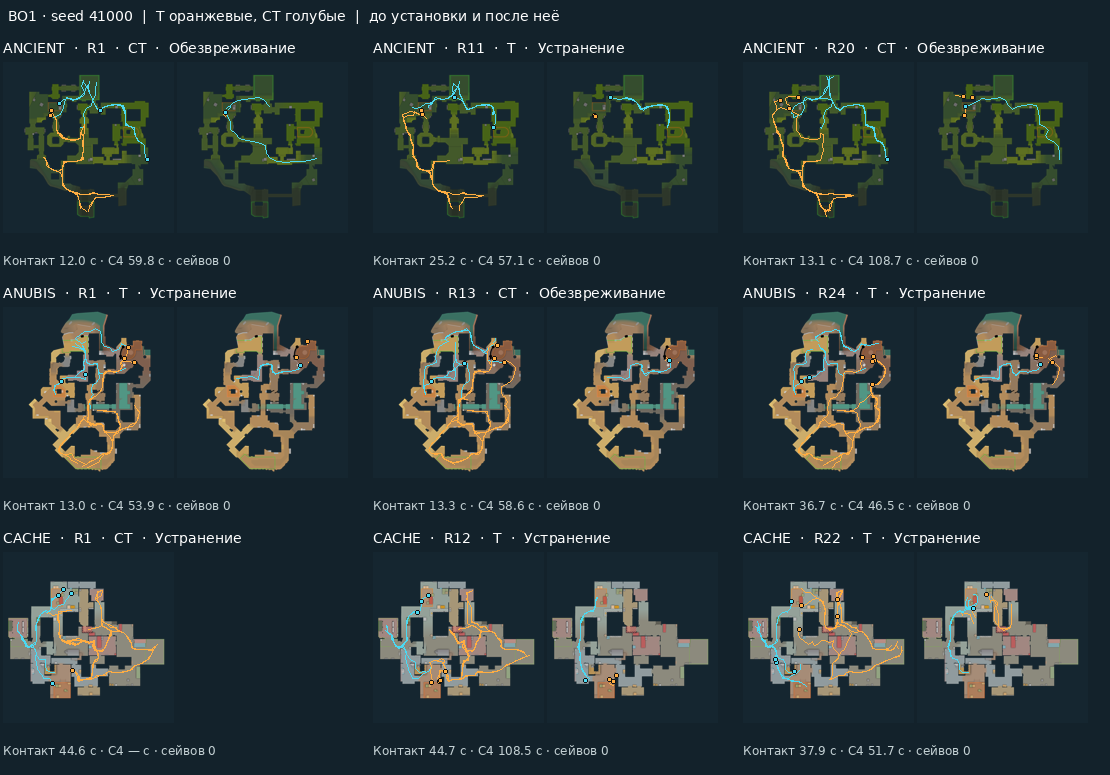 BO1 · seed 41000 | T оранжевые, CT голубые | до установки и после неё
ANCIENT · R1 · CT · Обезвреживание
ANCIENT · R11 · T · Устранение
ANCIENT · R20 · CT · Обезвреживание
Контакт 12.0 с · C4 59.8 с · сейвов 0
Контакт 25.2 с · C4 57.1 с · сейвов 0
Контакт 13.1 с · C4 108.7 с · сейвов 0
ANUBIS · R1 · T · Устранение
ANUBIS · R13 · CT · Обезвреживание
ANUBIS · R24 · T · Устранение
Контакт 13.0 с · C4 53.9 с · сейвов 0
Контакт 13.3 с · C4 58.6 с · сейвов 0
Контакт 36.7 с · C4 46.5 с · сейвов 0
CACHE · R1 · CT · Устранение
CACHE · R12 · T · Устранение
CACHE · R22 · T · Устранение
Контакт 44.6 с · C4 — с · сейвов 0
Контакт 44.7 с · C4 108.5 с · сейвов 0
Контакт 37.9 с · C4 51.7 с · сейвов 0